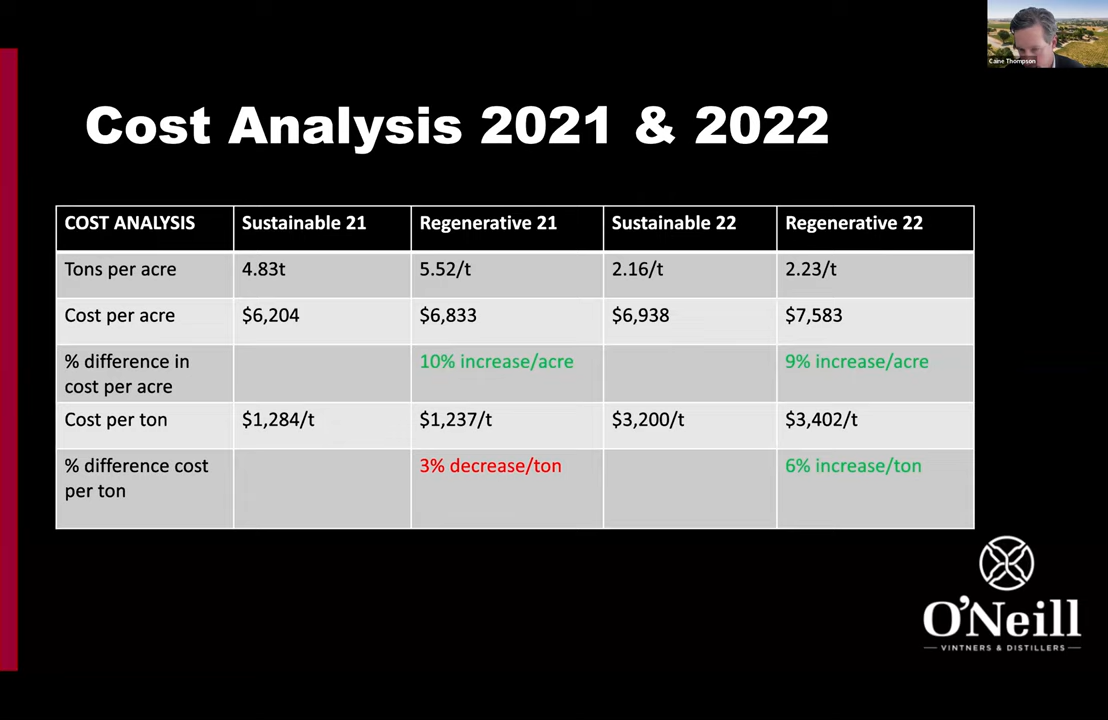 Caine Thompson
Cost Analysis 2021 & 2022
COST ANALYSIS Sustainable 21 Regenerative 21 Sustainable 22 Regenerative 22
Tons per acre 4.83t 5.52/t 2.16/t 2.23/t
Cost per acre $6,204 $6,833 $6,938 $7,583
% difference in 10% increase/acre 9% increase/acre
cost per acre
Cost per ton $1,284/t $1,237/t $3,200/t $3,402/t
% difference cost 3% decrease/ton 6% increase/ton
per ton
O'Neill
VINTNERS & DISTILLERS